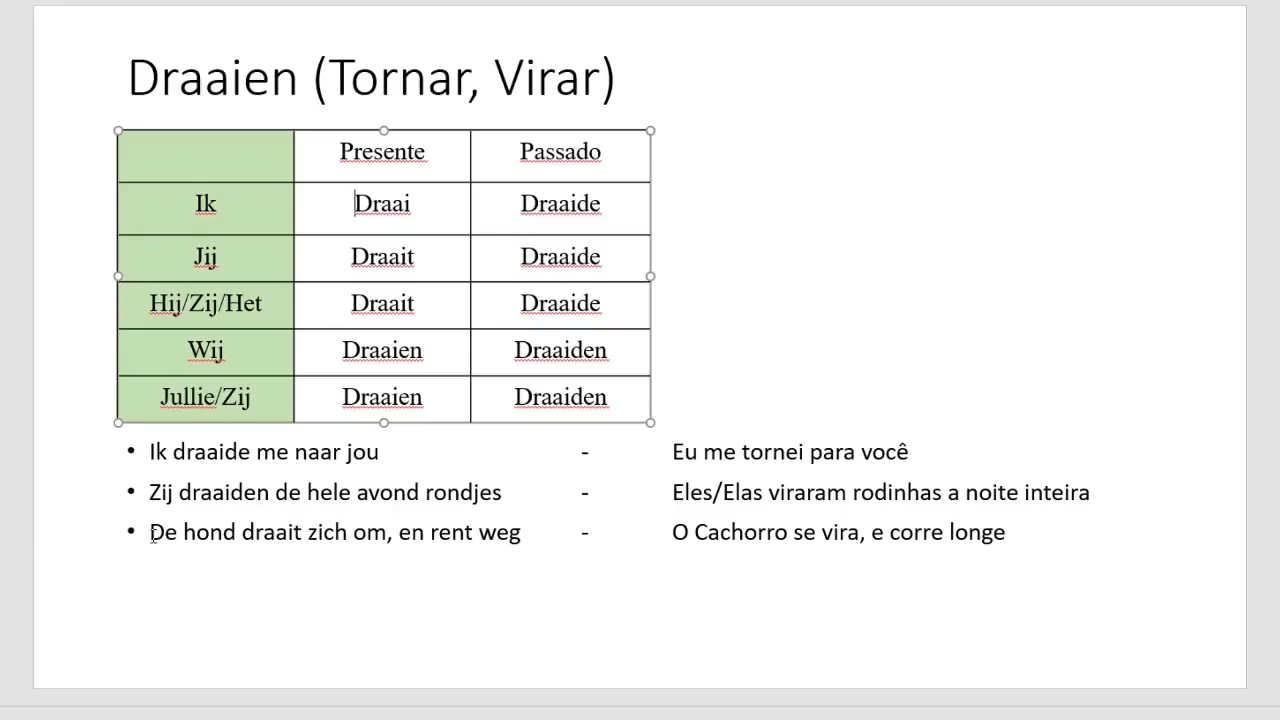 Draaien (Tornar, Virar)
Presente Passado
Ik Draai Draaide
Jij Draait Draaide
Hij/Zij/Het Draait Draaide
Wij Draaien Draaiden
Jullie/Zij Draaien Draaiden
• Ik draaide me naar jou - Eu me tornei para você
• Zij draaiden de hele avond rondjes - Eles/Elas viraram rodinhas a noite inteira
• De hond draait zich om, en rent weg - O Cachorro se vira, e corre longe